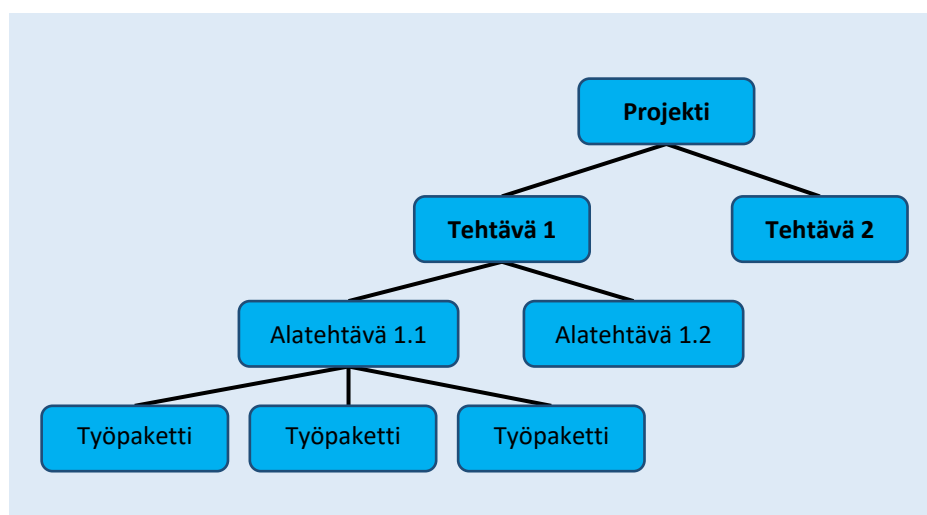 Projekti
Tehtävä 1
Tehtävä 2
Alatehtävä 1.1
Alatehtävä 1.2
Työpaketti
Työpaketti
Työpaketti